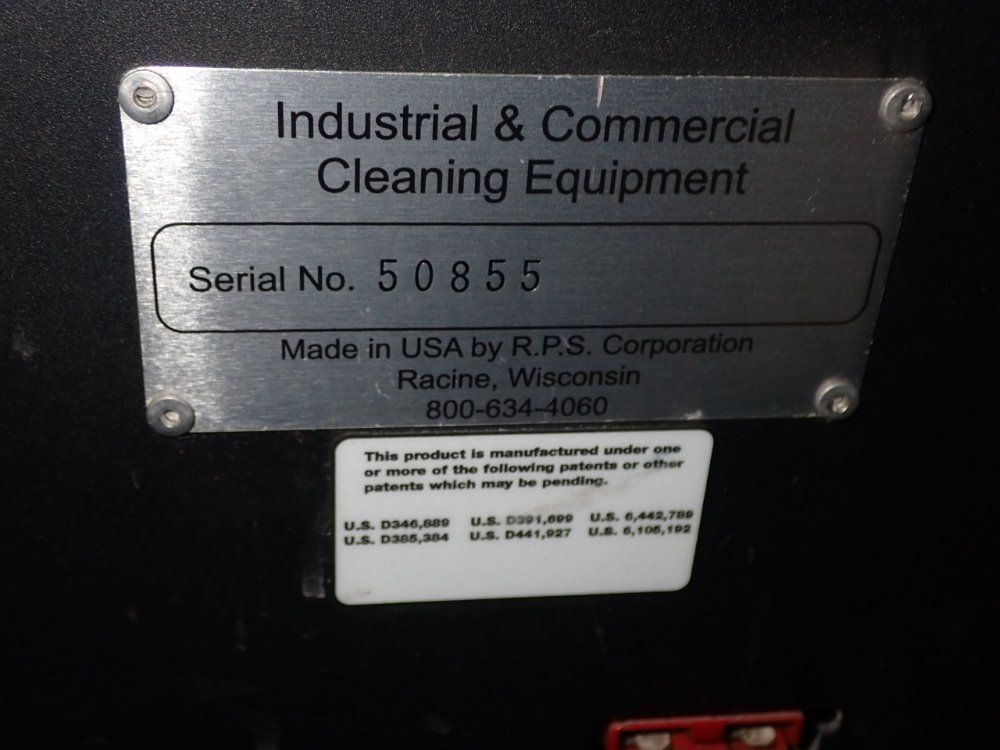 Industrial & Commercial
Cleaning Equipment
Serial No. 50855
Made in USA by R.P.S. Corporation
Racine, Wisconsin
800-634-4060
This product is manufactured under one
or more of the following patents or other
patents which may be pending.
U.S. D346,889 U.S. D391,699 U.S. 6,442,789
U.S. D385,384 U.S. D441,927 U.S. 6,105,192